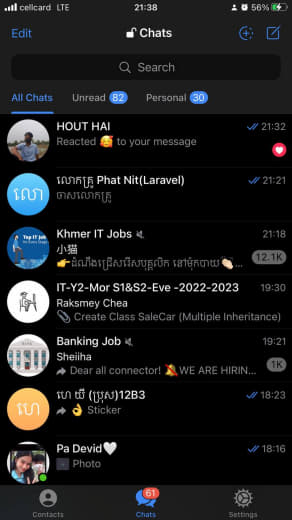 cellcard LTE 21:38 56%
Edit Chats
Search
All Chats Unread 82 Personal 30
HOUT HAI 21:32
Reacted 🥰 to your message
លោកគ្រូ Phat Nit(Laravel) 21:21
លោ ចាសលោកគ្រូ
Khmer IT Jobs 21:18
小猫
👉ដំណឹងជ្រើសរើសបុគ្គលិក នៅម៉ុកបាយ👏🏻... 12.1K
IT-Y2-Mor S1&S2-Eve -2022-2023 19:30
Raksmey Chea
📎 Create Class SaleCar (Multiple Inheritance)
Banking Job 19:21
Sheiiha
Dear all connector! WE ARE HIRIN... 1K
ហេ យី (ប្រុស)12B3 18:23
ហេ 👌 Sticker
Pa Devid🤍 18:16
Photo
61
Contacts Chats Settings